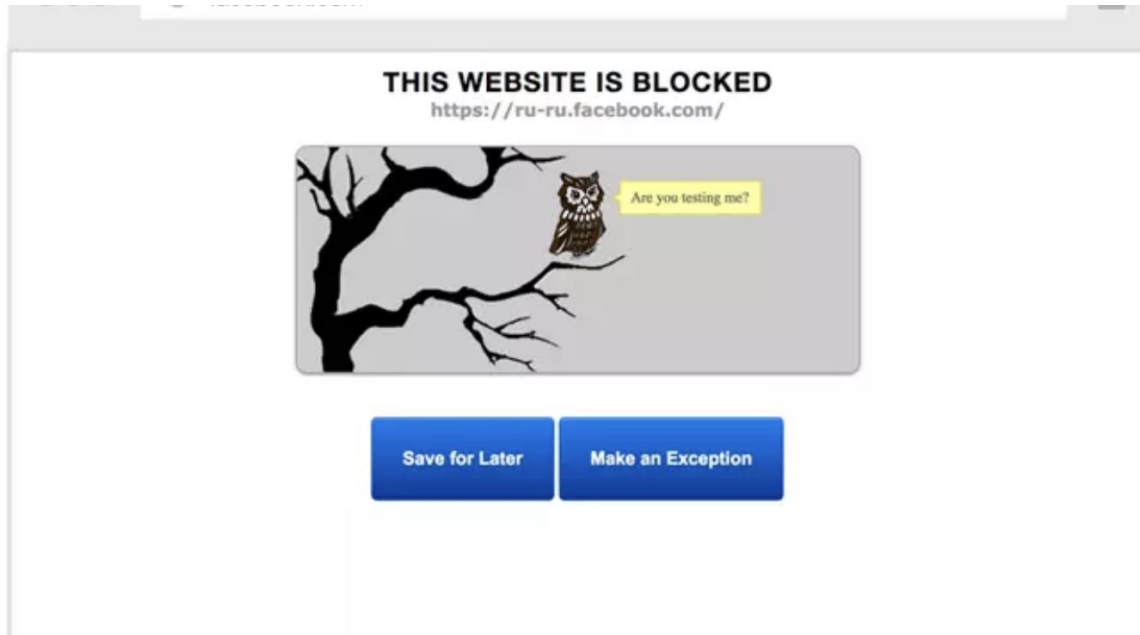 THIS WEBSITE IS BLOCKED
https://ru-ru.facebook.com/
Are you testing me?
Save for Later
Make an Exception